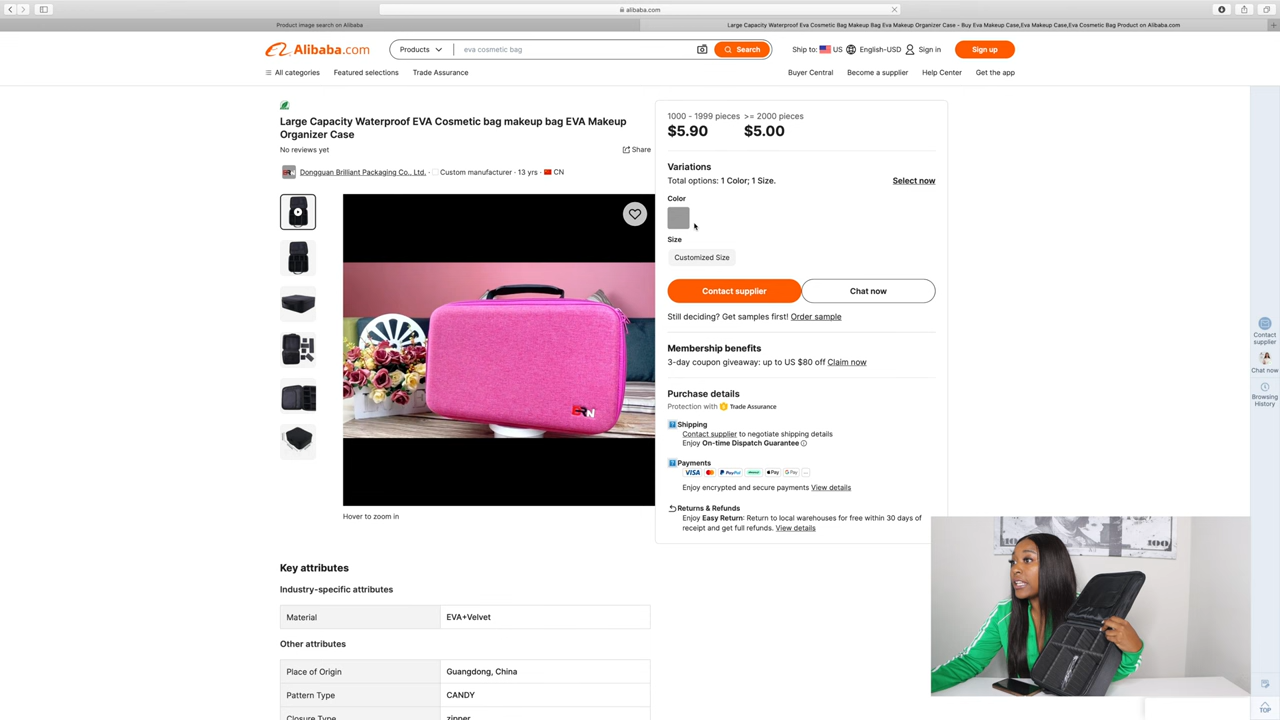 alibaba.com
Product image search on Alibaba
Large Capacity Waterproof Eva Cosmetic Bag Makeup Bag Eva Makeup Organizer Case - Buy Eva Makeup Case,Eva Makeup Case,Eva Cosmetic Bag Product on Alibaba.com
Alibaba.com
Products
eva cosmetic bag
Search
Ship to: US
English-USD
Sign in
Sign up
All categories
Featured selections
Trade Assurance
Buyer Central
Become a supplier
Help Center
Get the app
Large Capacity Waterproof EVA Cosmetic bag makeup bag EVA Makeup
Organizer Case
No reviews yet
Share
Dongguan Brilliant Packaging Co., Ltd. · Custom manufacturer · 13 yrs · CN
BRN
Hover to zoom in
1000 - 1999 pieces
>= 2000 pieces
$5.90
$5.00
Variations
Total options: 1 Color; 1 Size.
Select now
Color
Size
Customized Size
Contact supplier
Chat now
Still deciding? Get samples first! Order sample
Membership benefits
3-day coupon giveaway: up to US $80 off Claim now
Purchase details
Protection with Trade Assurance
Shipping
Contact supplier to negotiate shipping details
Enjoy On-time Dispatch Guarantee
Payments
VISA PayPal Apple Pay G Pay
Enjoy encrypted and secure payments View details
Returns & Refunds
Enjoy Easy Return: Return to local warehouses for free within 30 days of
receipt and get full refunds. View details
Key attributes
Industry-specific attributes
Material
EVA+Velvet
Other attributes
Place of Origin
Guangdong, China
Pattern Type
CANDY
Closure Type
zipper
Contact
supplier
Chat now
Browsing
History
TOP
100